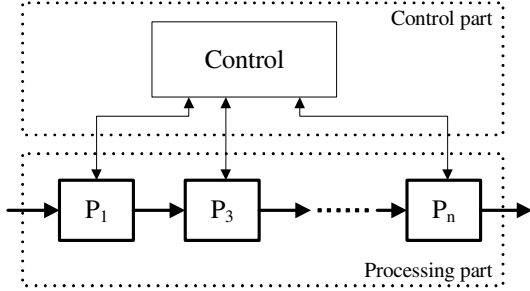 Control part
Control
P₁ P₃ Pₙ
Processing part